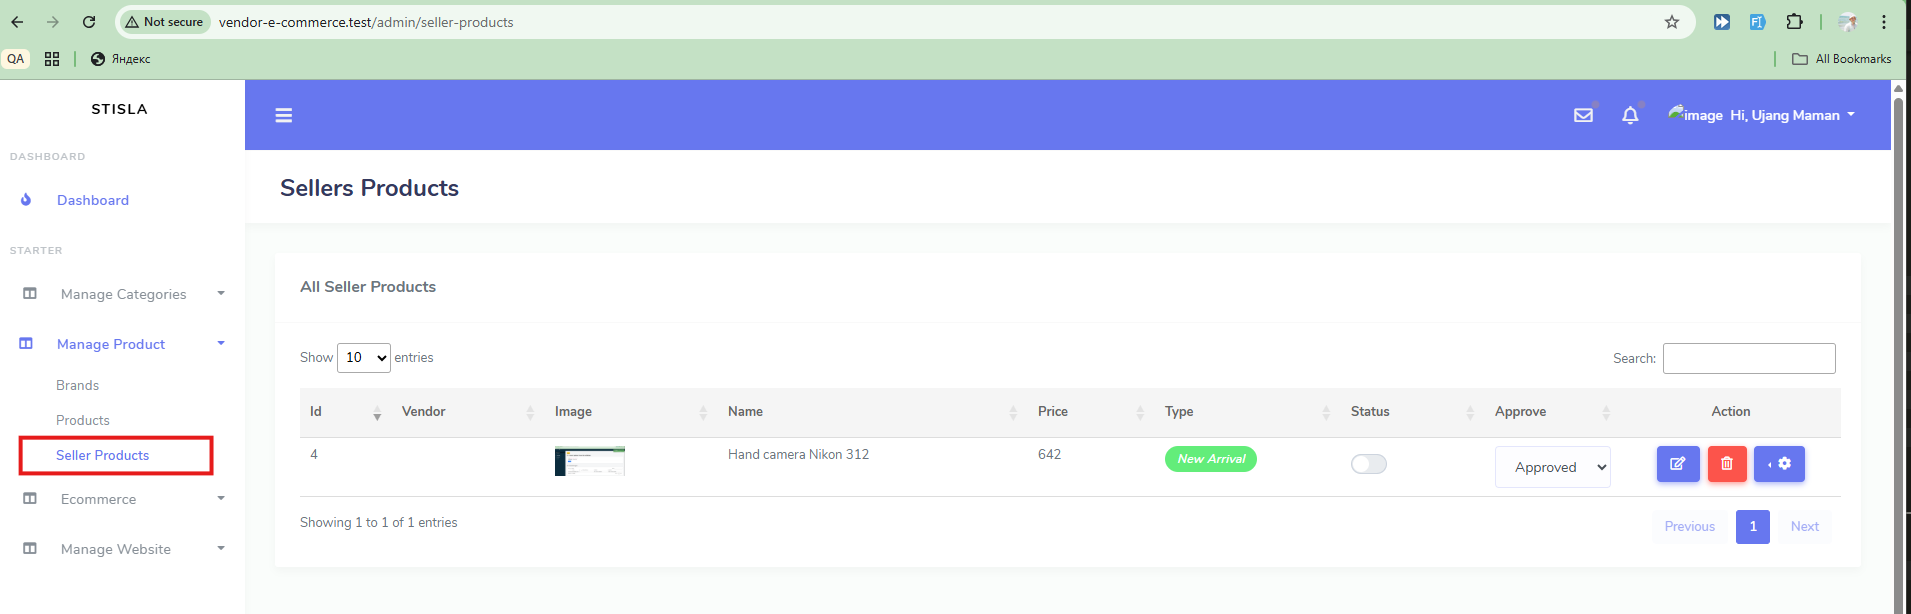 Not secure vendor-e-commerce.test/admin/seller-products
QA Яндекс All Bookmarks
STISLA
image Hi, Ujang Maman
DASHBOARD
Dashboard
STARTER
Manage Categories
Manage Product
Brands
Products
Seller Products
Ecommerce
Manage Website
Sellers Products
All Seller Products
Show 10 entries Search:
Id Vendor Image Name Price Type Status Approve Action
4 Hand camera Nikon 312 642 New Arrival Approved
Showing 1 to 1 of 1 entries Previous 1 Next